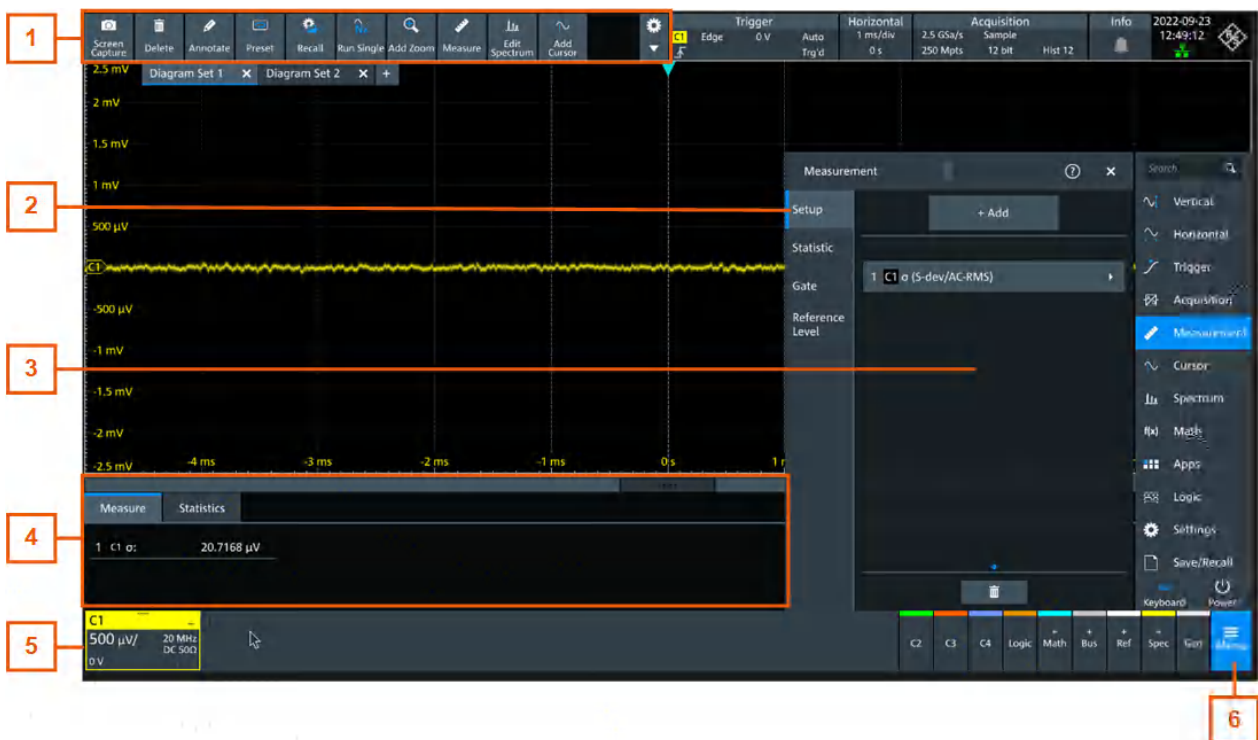 1
Screen Capture
Delete
Annotate
Preset
Recall
Run Single
Add Zoom
Measure
Edit Spectrum
Add Cursor
C1 Edge 0 V Trigger Auto Trg'd
Horizontal 1 ms/div 0 s
Acquisition 2.5 GSa/s Sample 250 Mpts 12 bit Hist 12
Info
2022-09-23
12:49:12
Diagram Set 1 X Diagram Set 2 X +
2.5 mV
2 mV
1.5 mV
1 mV
500 µV
C1
-500 µV
-1 mV
-1.5 mV
-2 mV
-2.5 mV
-4 ms
-3 ms
-2 ms
-1 ms
0 s
2
3
Measurement ? X
Setup
Statistic
Gate
Reference Level
+ Add
1 C1 σ (S-dev/AC-RMS)
Search
Vertical
Horizontal
Trigger
Acquisition
Measurement
Cursor
Spectrum
f(x) Math
Apps
Logic
Settings
Save/Recall
Keyboard Power
4
Measure Statistics
1 C1 σ: 20.7168 µV
5
C1
500 µV/ 20 MHz
DC 50Ω
0 V
C2 C3 C4 Logic + Math + Bus + Ref + Spec Gen Menu
6